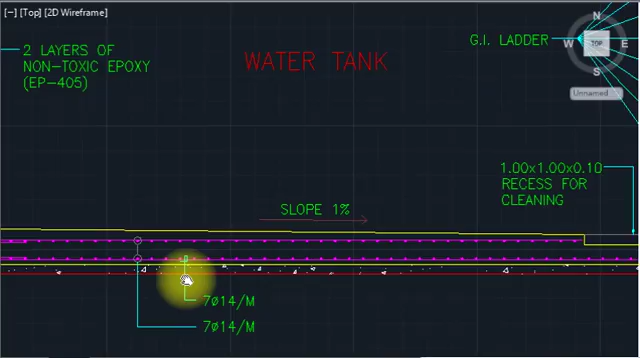 [−] [Top] [2D Wireframe]
N
W
TOP
E
S
Unnamed
2 LAYERS OF
NON-TOXIC EPOXY
(EP-405)
WATER TANK
G.I. LADDER
1.00x1.00x0.10
RECESS FOR
CLEANING
SLOPE 1%
7ø14/M
7ø14/M